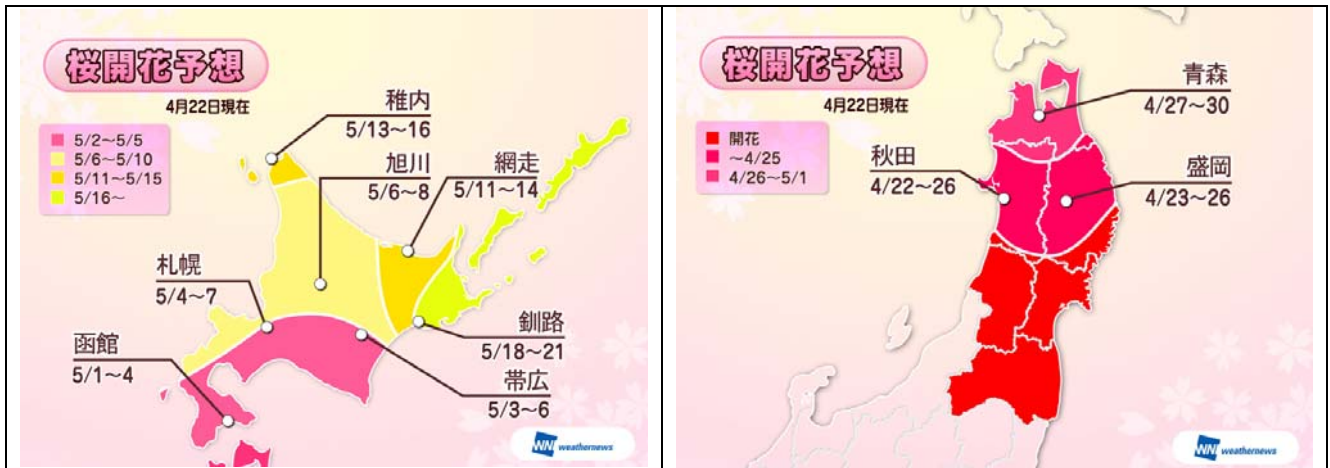 桜開花予想
4月22日現在
5/2～5/5
5/6～5/10
5/11～5/15
5/16～
稚内
5/13～16
旭川
5/6～8
網走
5/11～14
札幌
5/4～7
函館
5/1～4
釧路
5/18～21
帯広
5/3～6
WNI weathernews
桜開花予想
4月22日現在
開花
～4/25
4/26～5/1
青森
4/27～30
秋田
4/22～26
盛岡
4/23～26
WNI weathernews